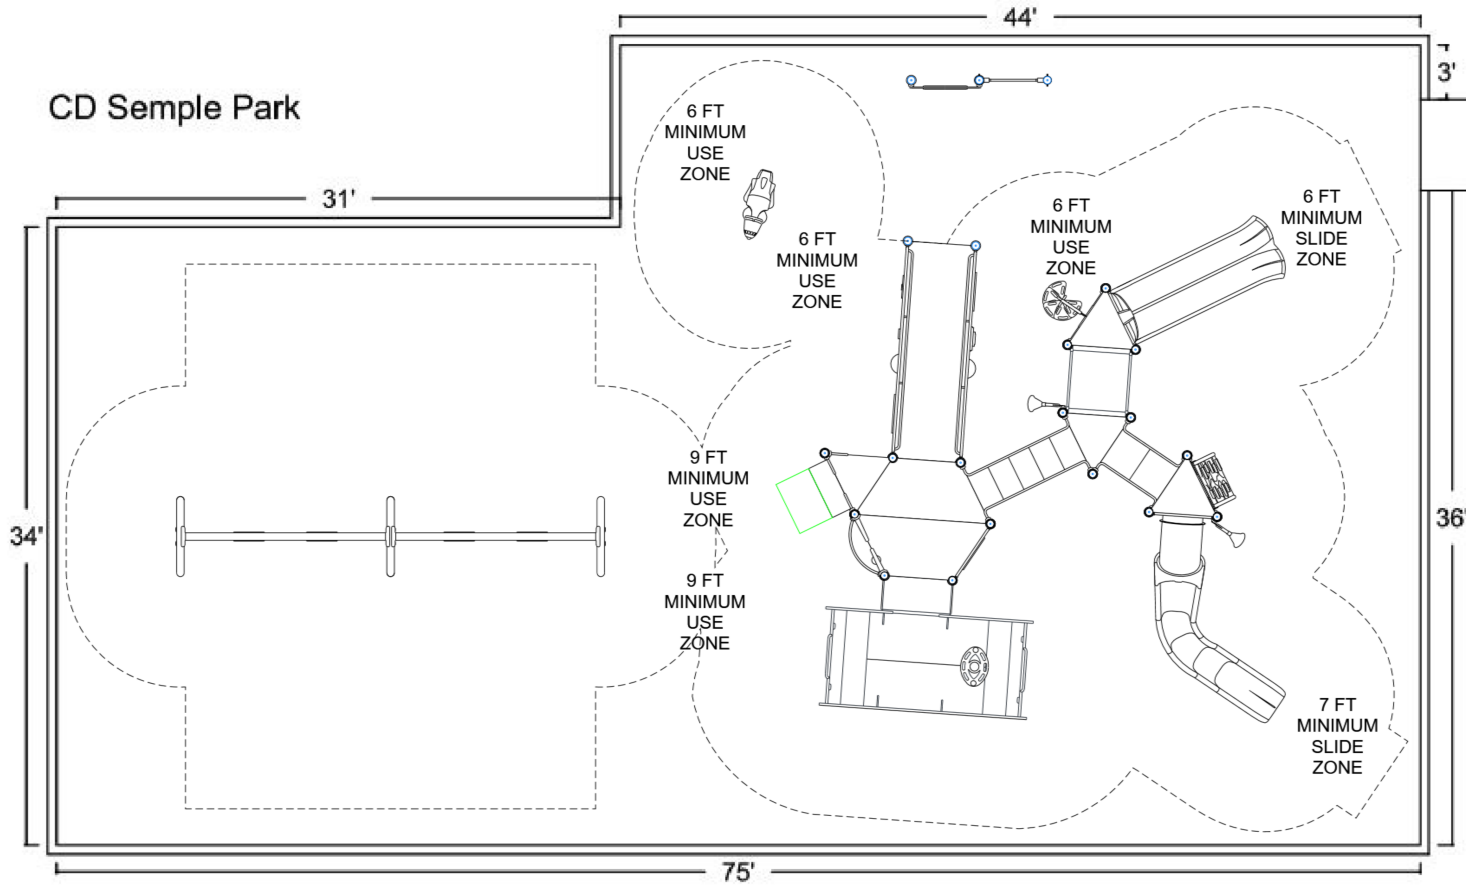 44'
3'
CD Semple Park
6 FT
MINIMUM
USE
ZONE
31'
6 FT
MINIMUM
SLIDE
ZONE
6 FT
MINIMUM
USE
ZONE
6 FT
MINIMUM
USE
ZONE
9 FT
MINIMUM
USE
ZONE
34'
36'
9 FT
MINIMUM
USE
ZONE
7 FT
MINIMUM
SLIDE
ZONE
75'